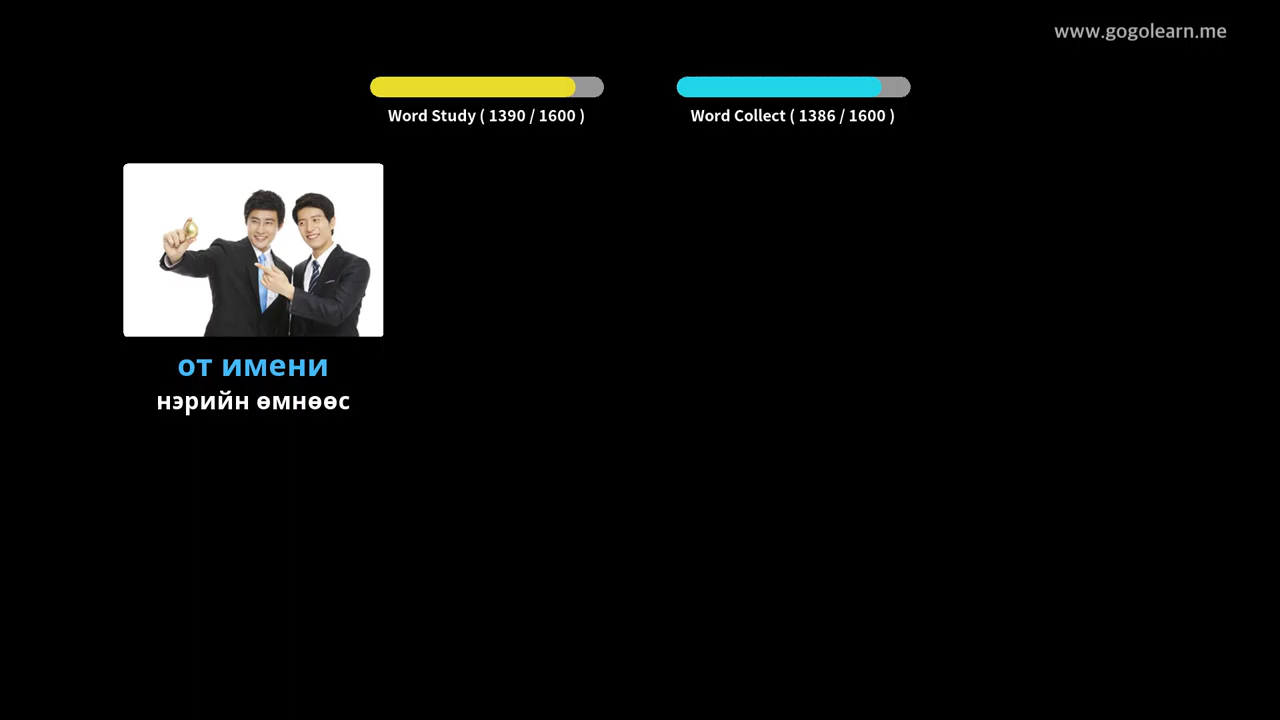 www.gogolearn.me
Word Study ( 1390 / 1600 )
Word Collect ( 1386 / 1600 )
от имени
нэрийн өмнөөс